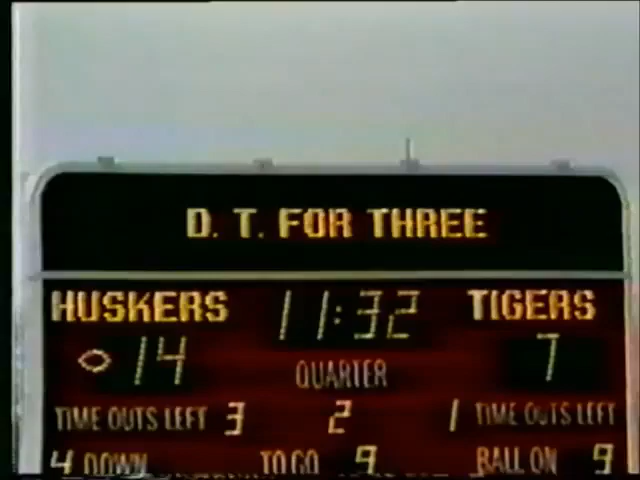 D. T. FOR THREE
HUSKERS 11:32 TIGERS
14 QUARTER 7
TIME OUTS LEFT 3 2 1 TIME OUTS LEFT
4 DOWN TO GO 9 BALL ON 9